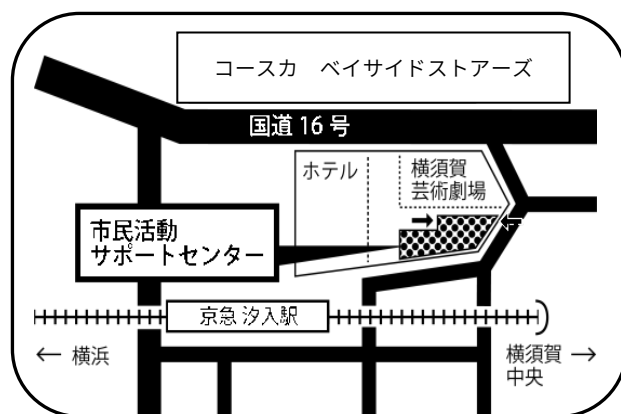 コースカ　ベイサイドストアーズ
国道 16 号
ホテル
横須賀
芸術劇場
市民活動
サポートセンター
京急 汐入駅
← 横浜
横須賀 →
中央